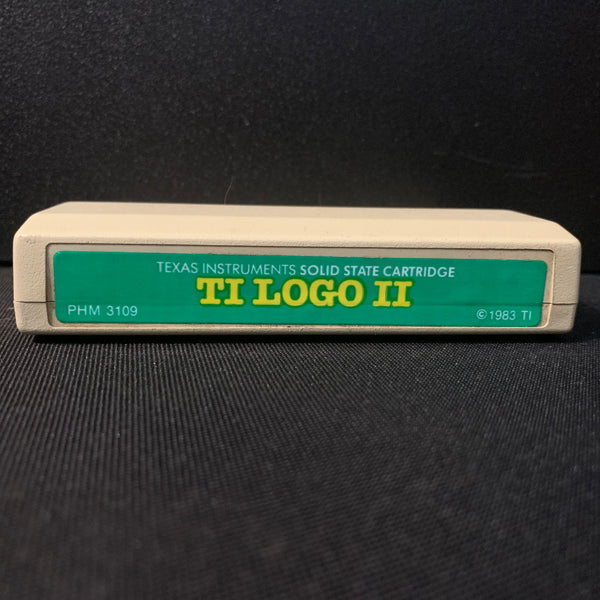 TEXAS INSTRUMENTS SOLID STATE CARTRIDGE
TI LOGO II
PHM 3109
©1983 TI